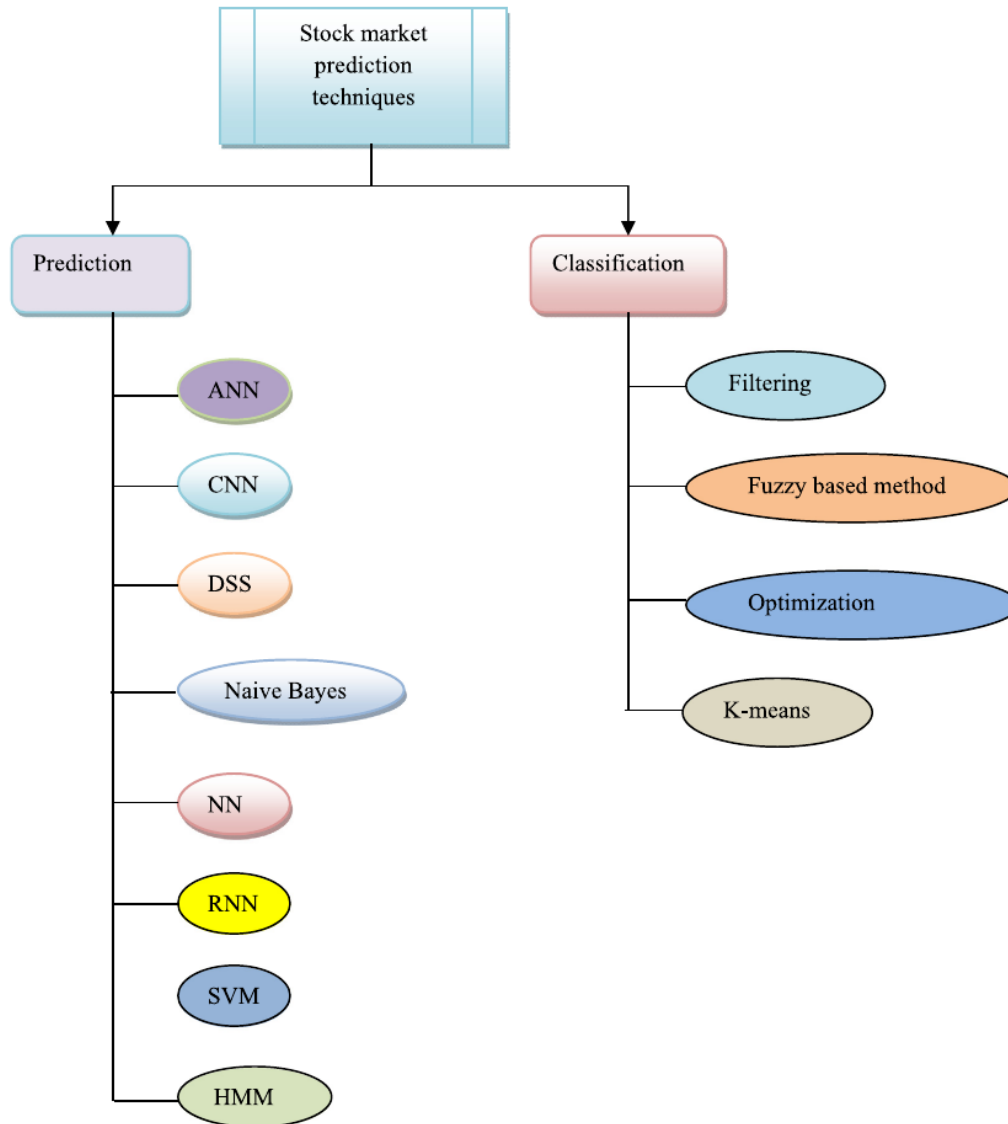 Stock market
prediction
techniques
Prediction
Classification
ANN
CNN
DSS
Naive Bayes
NN
RNN
SVM
HMM
Filtering
Fuzzy based method
Optimization
K-means